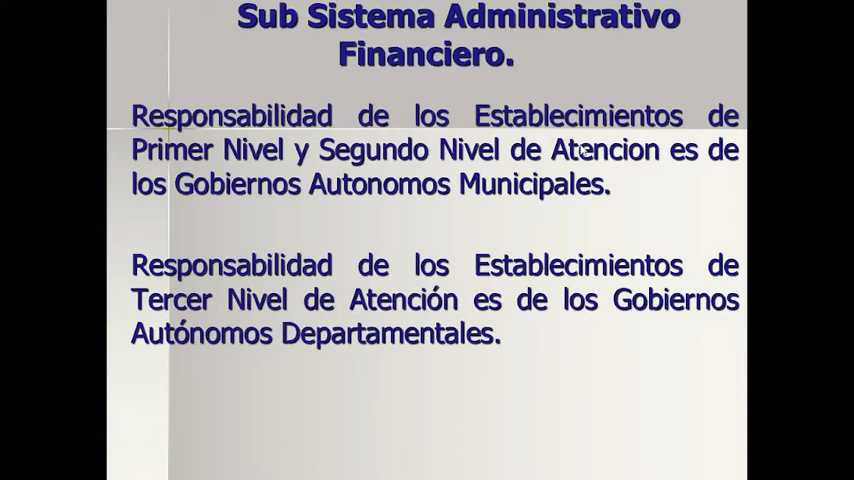 Sub Sistema Administrativo
Financiero.
Responsabilidad de los Establecimientos de
Primer Nivel y Segundo Nivel de Atencion es de
los Gobiernos Autonomos Municipales.
Responsabilidad de los Establecimientos de
Tercer Nivel de Atención es de los Gobiernos
Autónomos Departamentales.